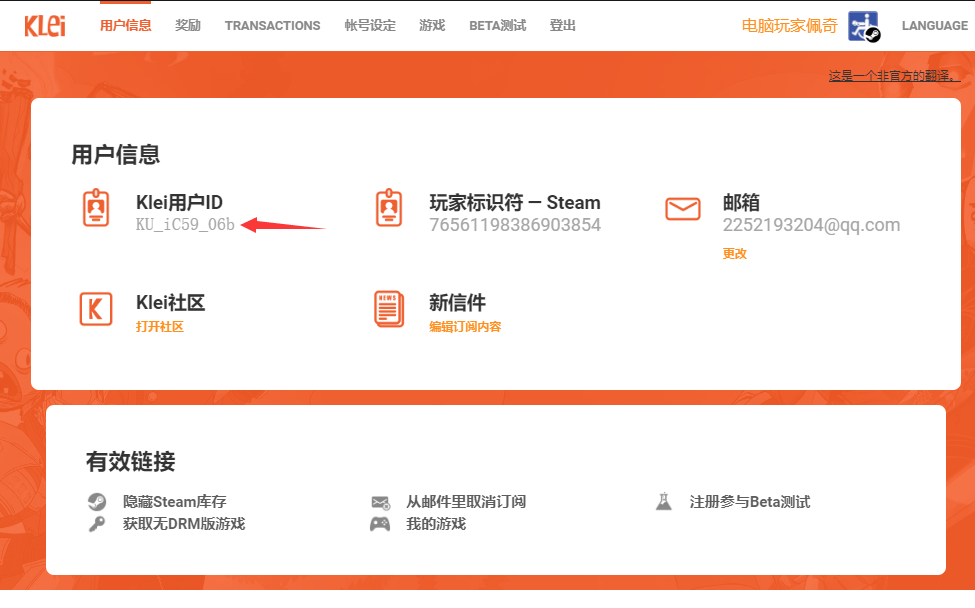 Klei 用户信息 奖励 TRANSACTIONS 帐号设定 游戏 BETA测试 登出 电脑玩家佩奇 LANGUAGE
这是一个非官方的翻译。
用户信息
Klei用户ID
KU_iC59_06b
玩家标识符 — Steam
76561198386903854
邮箱
2252193204@qq.com
更改
Klei社区
打开社区
NEWS
新信件
编辑订阅内容
有效链接
隐藏Steam库存
从邮件里取消订阅
注册参与Beta测试
获取无DRM版游戏
我的游戏